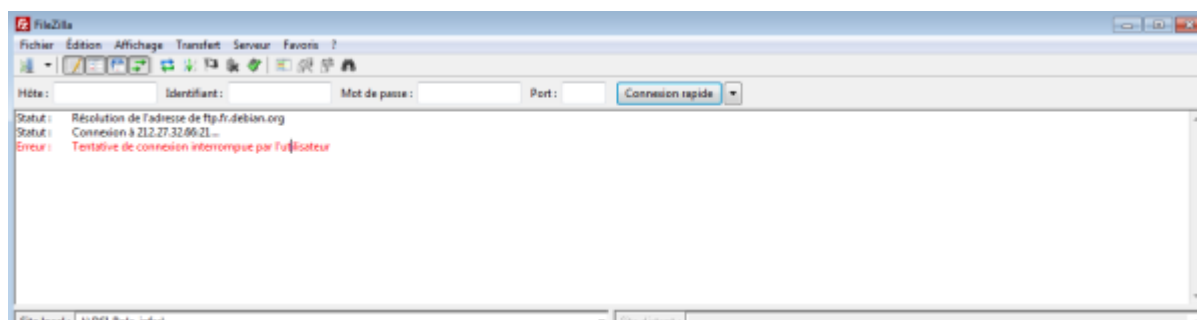 FileZilla
Fichier Édition Affichage Transfert Serveur Favoris ?
Hôte : Identifiant : Mot de passe : Port : Connexion rapide
Statut : Résolution de l'adresse de ftp.fr.debian.org
Statut : Connexion à 212.27.32.66:21...
Erreur : Tentative de connexion interrompue par l'utilisateur